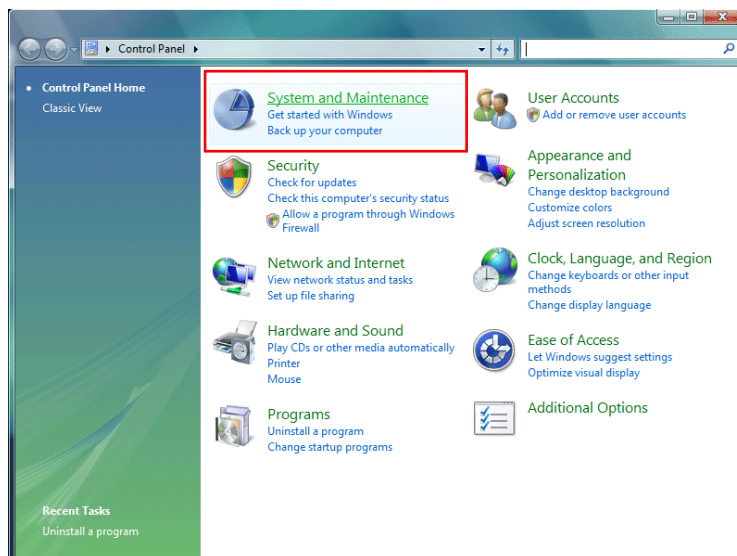 Control Panel
Control Panel Home
Classic View
System and Maintenance
Get started with Windows
Back up your computer
Security
Check for updates
Check this computer's security status
Allow a program through Windows
Firewall
Network and Internet
View network status and tasks
Set up file sharing
Hardware and Sound
Play CDs or other media automatically
Printer
Mouse
Programs
Uninstall a program
Change startup programs
User Accounts
Add or remove user accounts
Appearance and
Personalization
Change desktop background
Customize colors
Adjust screen resolution
Clock, Language, and Region
Change keyboards or other input
methods
Change display language
Ease of Access
Let Windows suggest settings
Optimize visual display
Additional Options
Recent Tasks
Uninstall a program